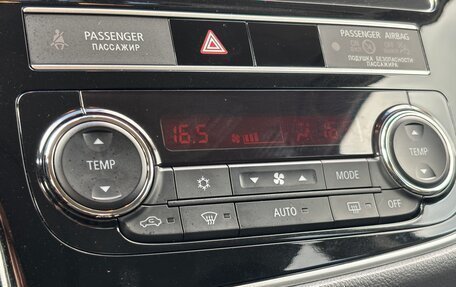 PASSENGER
ПАССАЖИР
PASSENGER AIRBAG
ПОДУШКА БЕЗОПАСНОСТИ
ПАССАЖИРА
16.5
TEMP
TEMP
MODE
AUTO
OFF